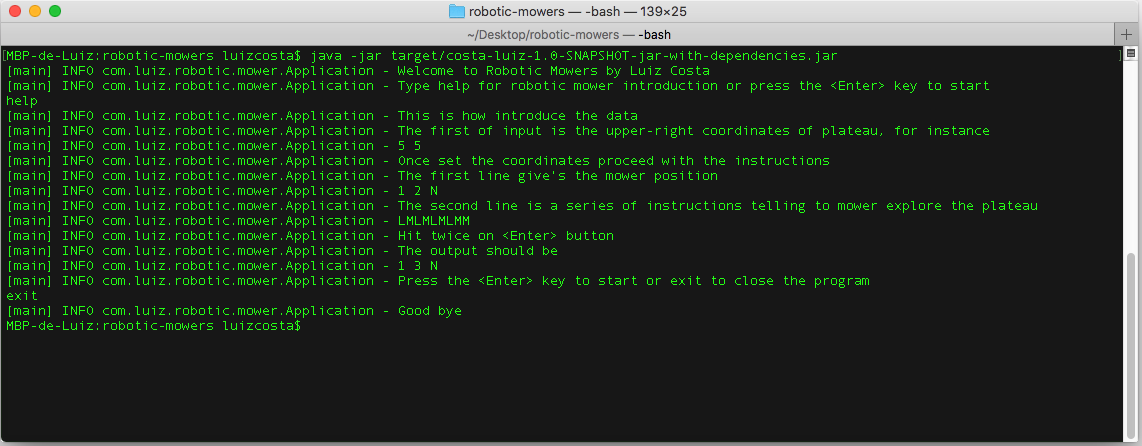 robotic-mowers — -bash — 139×25
~/Desktop/robotic-mowers — -bash
[MBP-de-Luiz:robotic-mowers luizcosta$ java -jar target/costa-luiz-1.0-SNAPSHOT-jar-with-dependencies.jar ]
[main] INFO com.luiz.robotic.mower.Application - Welcome to Robotic Mowers by Luiz Costa
[main] INFO com.luiz.robotic.mower.Application - Type help for robotic mower introduction or press the <Enter> key to start
help
[main] INFO com.luiz.robotic.mower.Application - This is how introduce the data
[main] INFO com.luiz.robotic.mower.Application - The first of input is the upper-right coordinates of plateau, for instance
[main] INFO com.luiz.robotic.mower.Application - 5 5
[main] INFO com.luiz.robotic.mower.Application - Once set the coordinates proceed with the instructions
[main] INFO com.luiz.robotic.mower.Application - The first line give's the mower position
[main] INFO com.luiz.robotic.mower.Application - 1 2 N
[main] INFO com.luiz.robotic.mower.Application - The second line is a series of instructions telling to mower explore the plateau
[main] INFO com.luiz.robotic.mower.Application - LMLMLMLMM
[main] INFO com.luiz.robotic.mower.Application - Hit twice on <Enter> button
[main] INFO com.luiz.robotic.mower.Application - The output should be
[main] INFO com.luiz.robotic.mower.Application - 1 3 N
[main] INFO com.luiz.robotic.mower.Application - Press the <Enter> key to start or exit to close the program
exit
[main] INFO com.luiz.robotic.mower.Application - Good bye
MBP-de-Luiz:robotic-mowers luizcosta$